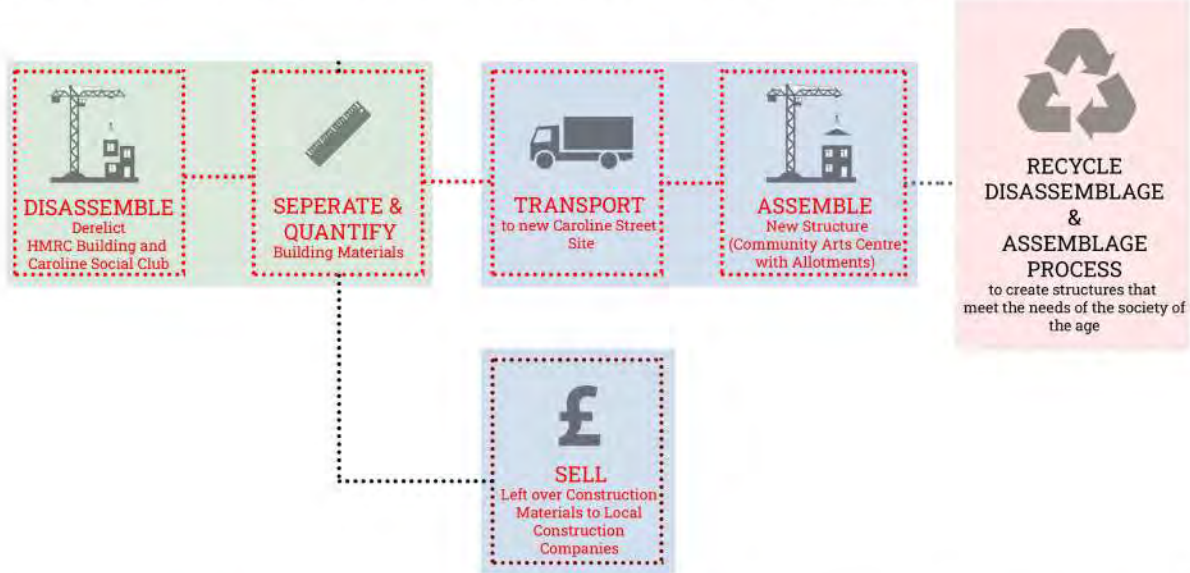 DISASSEMBLE
Derelict
HMRC Building and
Caroline Social Club
SEPERATE &
QUANTIFY
Building Materials
TRANSPORT
to new Caroline Street
Site
ASSEMBLE
New Structure
(Community Arts Centre
with Allotments)
RECYCLE
DISASSEMBLAGE
&
ASSEMBLAGE
PROCESS
to create structures that
meet the needs of the society of
the age
£
SELL
Left over Construction
Materials to Local
Construction
Companies